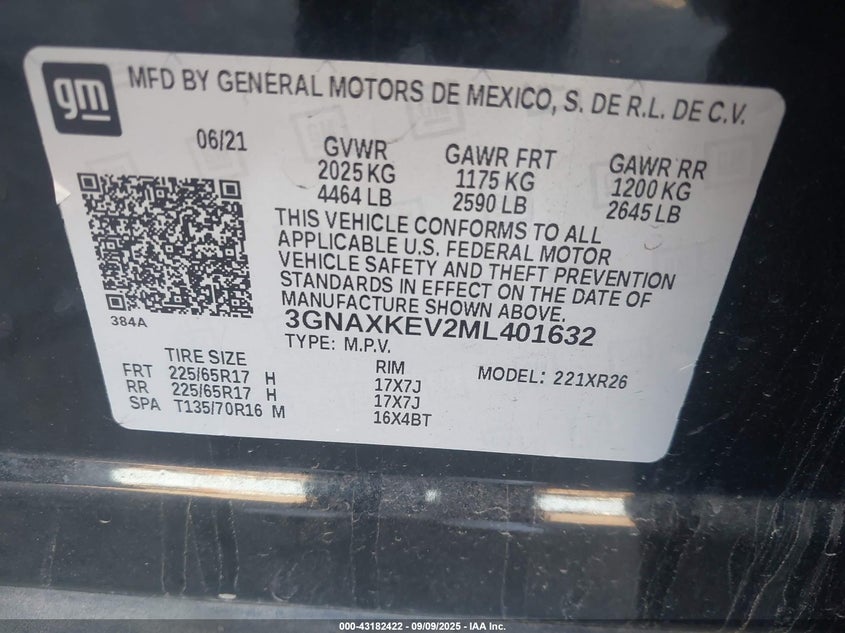 gm
MFD BY GENERAL MOTORS DE MEXICO, S. DE R.L. DE C.V.
06/21
GVWR
2025 KG
4464 LB
GAWR FRT
1175 KG
2590 LB
GAWR RR
1200 KG
2645 LB
THIS VEHICLE CONFORMS TO ALL
APPLICABLE U.S. FEDERAL MOTOR
VEHICLE SAFETY AND THEFT PREVENTION
STANDARDS IN EFFECT ON THE DATE OF
MANUFACTURE SHOWN ABOVE.
384A
3GNAXKEV2ML401632
TYPE: M.P.V.
TIRE SIZE RIM
FRT 225/65R17 H 17X7J
RR 225/65R17 H 17X7J
SPA T135/70R16 M 16X4BT
MODEL: 221XR26
000-43182422 - 09/09/2025 - IAA Inc.